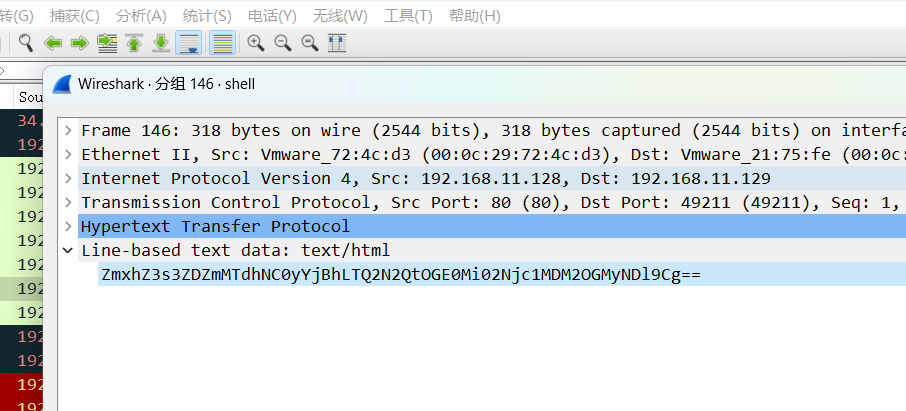 转(G) 捕获(C) 分析(A) 统计(S) 电话(Y) 无线(W) 工具(T) 帮助(H)
Wireshark · 分组 146 · shell
Sou
34.
192
192
192
192
192
192
192
192
192
192
192
192
Frame 146: 318 bytes on wire (2544 bits), 318 bytes captured (2544 bits) on interfa
Ethernet II, Src: Vmware_72:4c:d3 (00:0c:29:72:4c:d3), Dst: Vmware_21:75:fe (00:0c:
Internet Protocol Version 4, Src: 192.168.11.128, Dst: 192.168.11.129
Transmission Control Protocol, Src Port: 80 (80), Dst Port: 49211 (49211), Seq: 1,
Hypertext Transfer Protocol
Line-based text data: text/html
ZmxhZ3s3ZDZmMTdhNC0yYjBhLTQ2N2QtOGE0Mi02Njc1MDM2OGMyNDl9Cg==